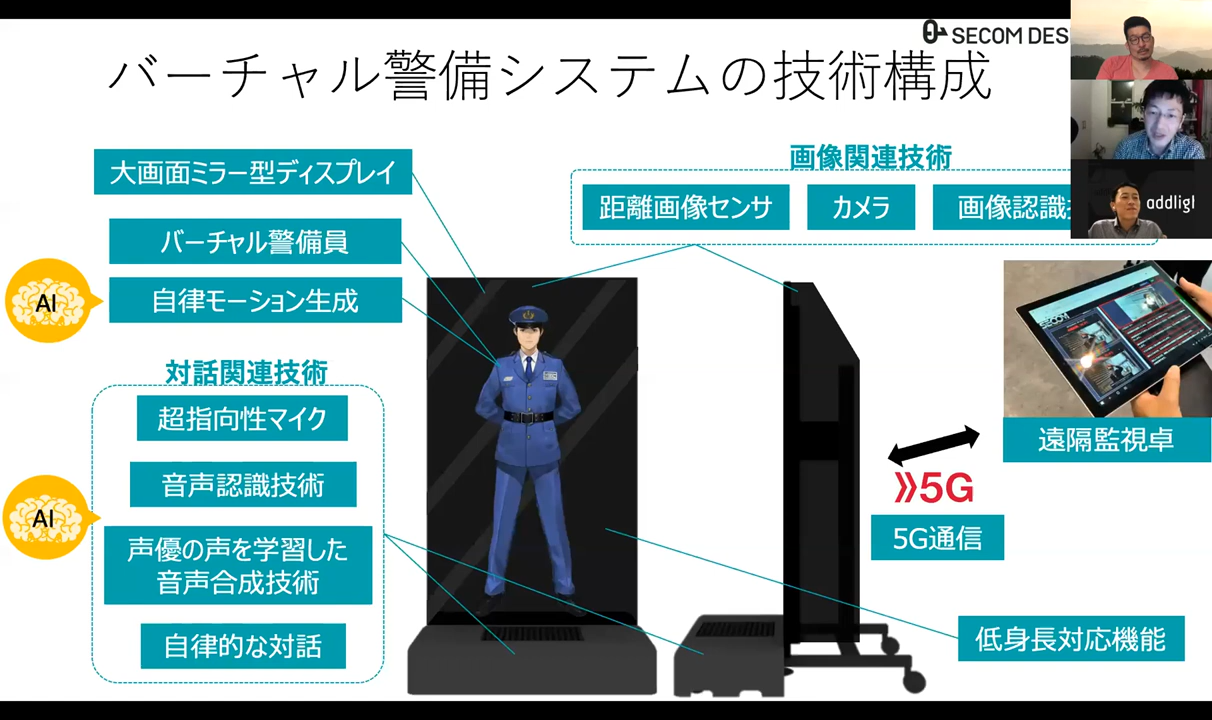 SECOM DES
バーチャル警備システムの技術構成
大画面ミラー型ディスプレイ
バーチャル警備員
AI
自律モーション生成
対話関連技術
超指向性マイク
音声認識技術
AI
声優の声を学習した
音声合成技術
自律的な対話
画像関連技術
距離画像センサ
カメラ
画像認識
addligh
SECOM
遠隔監視卓
5G
5G通信
低身長対応機能